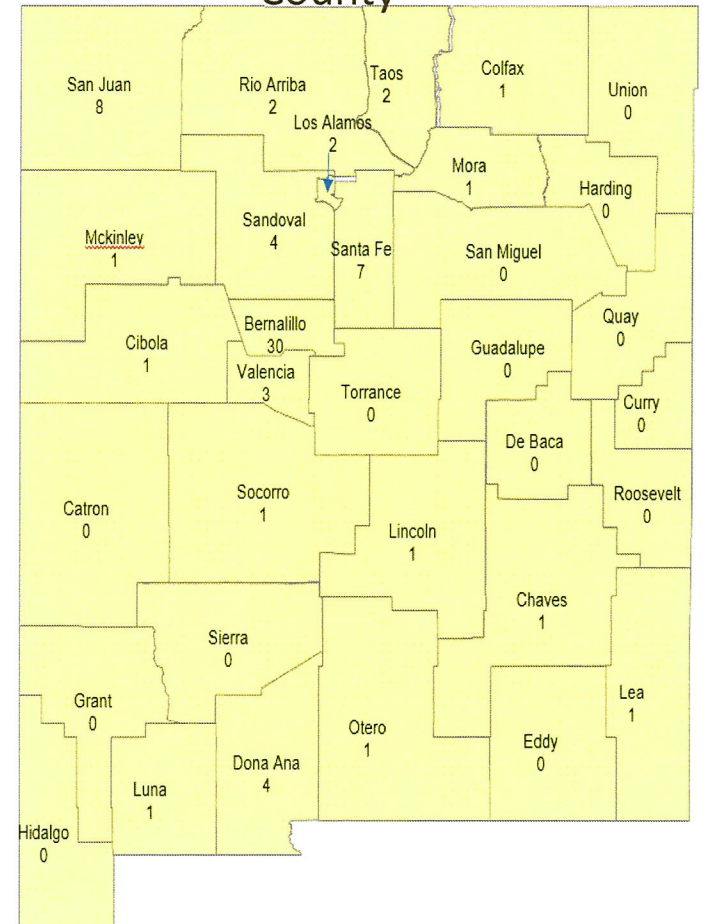 County
San Juan
8
Rio Arriba
2
Taos
2
Colfax
1
Union
0
Los Alamos
2
Mora
1
Harding
0
Sandoval
4
Mckinley
1
Santa Fe
7
San Miguel
0
Bernalillo
30
Cibola
1
Valencia
3
Quay
0
Guadalupe
0
Torrance
0
Curry
0
De Baca
0
Catron
0
Socorro
1
Lincoln
1
Roosevelt
0
Chaves
1
Sierra
0
Grant
0
Lea
1
Otero
1
Eddy
0
Dona Ana
4
Luna
1
Hidalgo
0